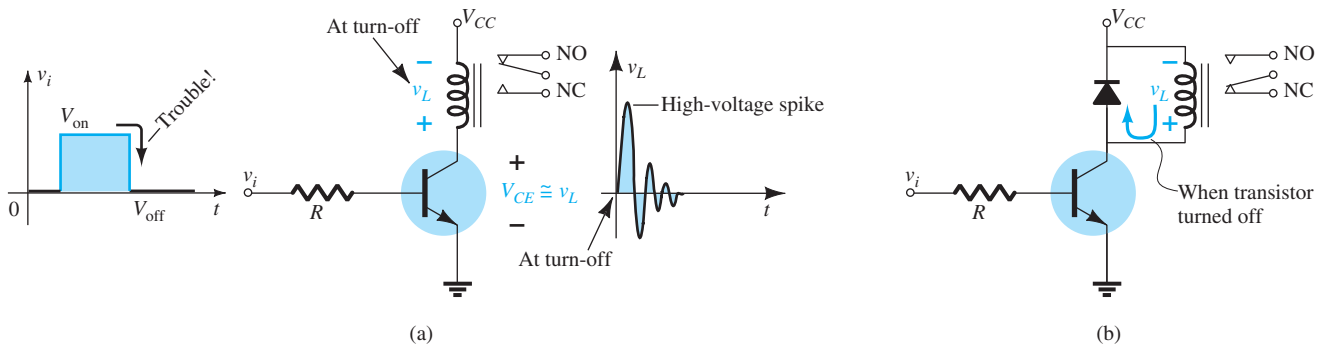 v_i
V_on
Trouble!
0
V_off
t
At turn-off
V_CC
−
v_L
+
NO
NC
v_i
R
+
V_CE ≅ v_L
−
v_L
High-voltage spike
t
At turn-off
(a)
V_CC
NO
NC
−
v_L
+
v_i
R
When transistor
turned off
(b)